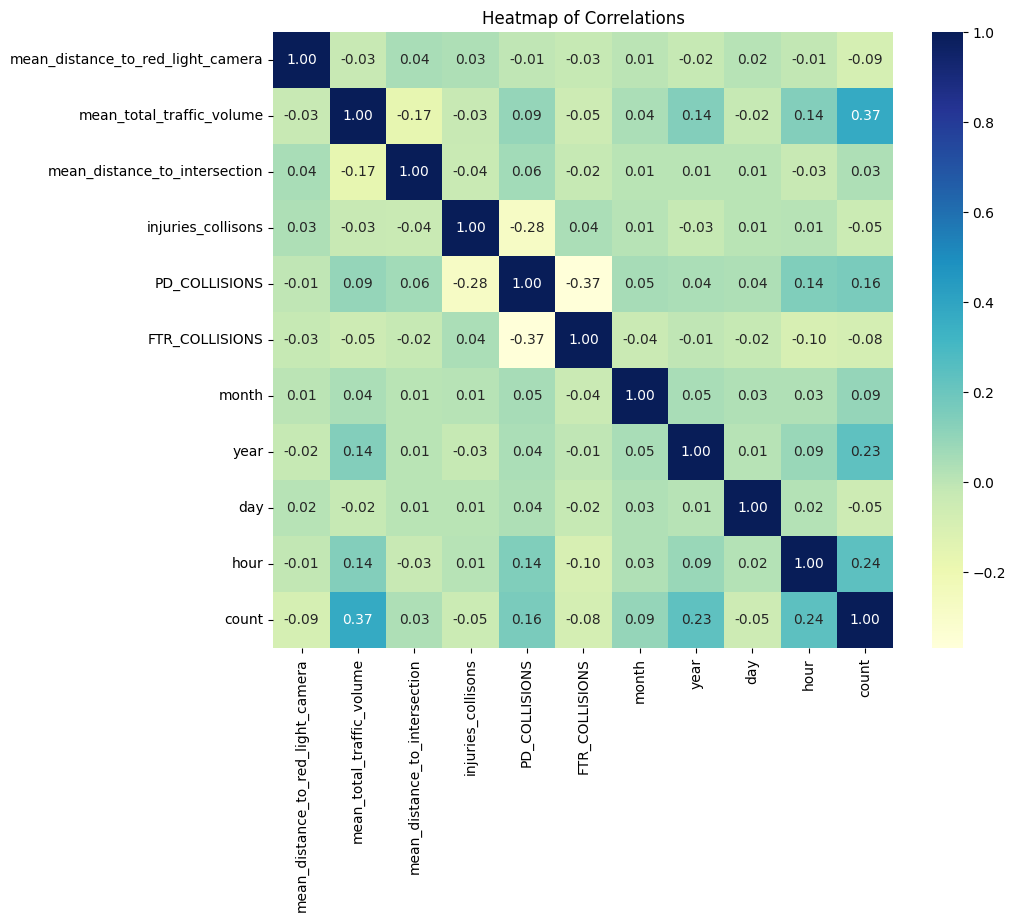 Heatmap of Correlations
mean_distance_to_red_light_camera 1.00 -0.03 0.04 0.03 -0.01 -0.03 0.01 -0.02 0.02 -0.01 -0.09
mean_total_traffic_volume -0.03 1.00 -0.17 -0.03 0.09 -0.05 0.04 0.14 -0.02 0.14 0.37
mean_distance_to_intersection 0.04 -0.17 1.00 -0.04 0.06 -0.02 0.01 0.01 0.01 -0.03 0.03
injuries_collisons 0.03 -0.03 -0.04 1.00 -0.28 0.04 0.01 -0.03 0.01 0.01 -0.05
PD_COLLISIONS -0.01 0.09 0.06 -0.28 1.00 -0.37 0.05 0.04 0.04 0.14 0.16
FTR_COLLISIONS -0.03 -0.05 -0.02 0.04 -0.37 1.00 -0.04 -0.01 -0.02 -0.10 -0.08
month 0.01 0.04 0.01 0.01 0.05 -0.04 1.00 0.05 0.03 0.03 0.09
year -0.02 0.14 0.01 -0.03 0.04 -0.01 0.05 1.00 0.01 0.09 0.23
day 0.02 -0.02 0.01 0.01 0.04 -0.02 0.03 0.01 1.00 0.02 -0.05
hour -0.01 0.14 -0.03 0.01 0.14 -0.10 0.03 0.09 0.02 1.00 0.24
count -0.09 0.37 0.03 -0.05 0.16 -0.08 0.09 0.23 -0.05 0.24 1.00
mean_distance_to_red_light_camera
mean_total_traffic_volume
mean_distance_to_intersection
injuries_collisons
PD_COLLISIONS
FTR_COLLISIONS
month
year
day
hour
count
1.0
0.8
0.6
0.4
0.2
0.0
−0.2